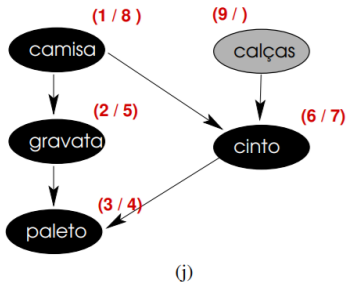 (1 / 8) (9 / )
camisa calças
(2 / 5) (6 / 7)
gravata cinto
(3 / 4)
paleto
(j)